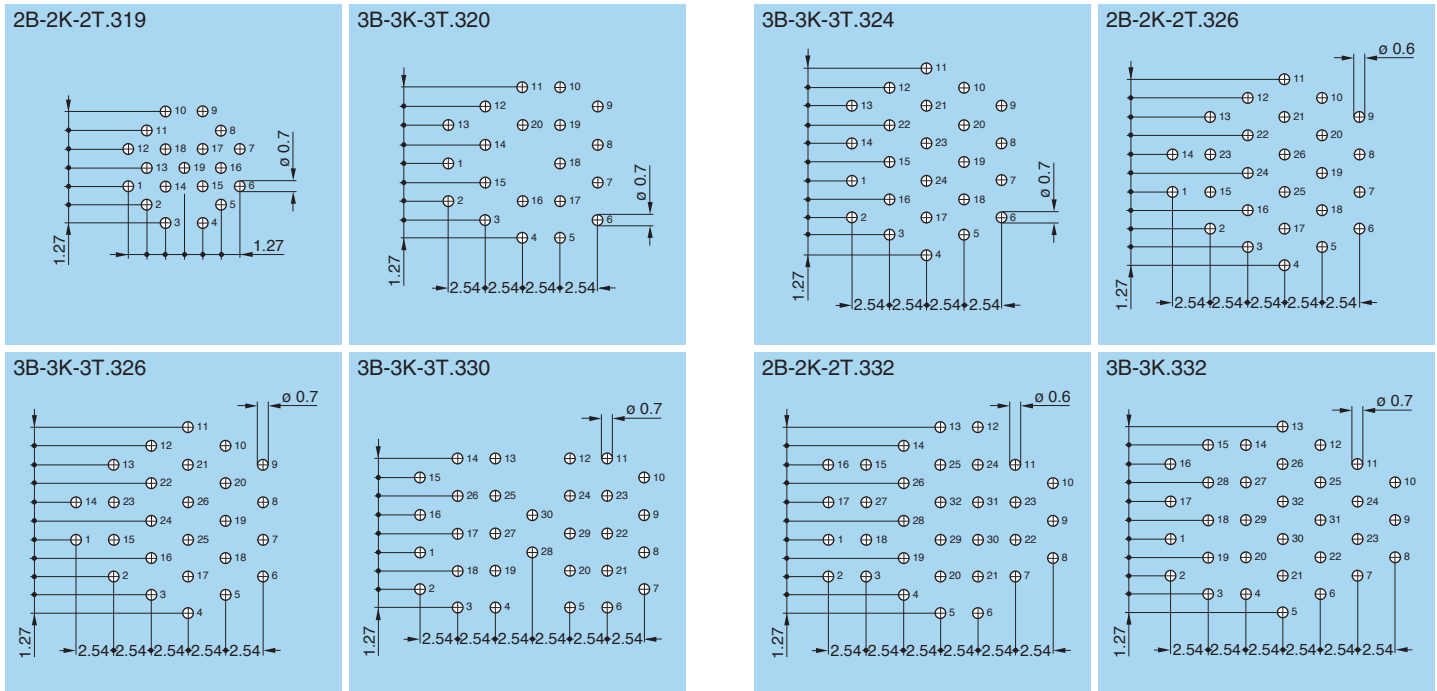 2B-2K-2T.319
10 9
11 8
12 18 17 7
13 19 16
ø 0.7
1 14 15 6
2 5
3 4
1.27
1.27
3B-3K-3T.320
11 10
12 9
13 20 19
14 8
1 18
15 7
ø 0.7
2 16 17
3 6
4 5
1.27
2.54 2.54 2.54 2.54
3B-3K-3T.324
11
12 10
13 21 9
22 20
14 23 8
15 19
1 24 7
ø 0.7
16 18
2 17 6
3 5
4
1.27
2.54 2.54 2.54 2.54
2B-2K-2T.326
ø 0.6
11
12 10
13 21 9
22 20
14 23 26 8
24 19
1 15 25 7
16 18
2 17 6
3 5
4
1.27
2.54 2.54 2.54 2.54 2.54
3B-3K-3T.326
ø 0.7
11
12 10
13 21 9
22 20
14 23 26 8
24 19
1 15 25 7
16 18
2 17 6
3 5
4
1.27
2.54 2.54 2.54 2.54 2.54
3B-3K-3T.330
ø 0.7
14 13 12 11
15 10
26 25 24 23
16 30 9
17 27 29 22
1 28 8
18 19 20 21
2 7
3 4 5 6
1.27
2.54 2.54 2.54 2.54 2.54 2.54
2B-2K-2T.332
ø 0.6
13 12
14
16 15 25 24 11
26 10
17 27 32 31 23
28 9
1 18 29 30 22
19 8
2 3 20 21 7
4
5 6
1.27
2.54 2.54 2.54 2.54 2.54 2.54
3B-3K.332
ø 0.7
13
15 14 12
16 26 11
28 27 25 10
17 32 24
18 29 31 9
1 30 23
19 20 22 8
2 21 7
3 4 6
5
1.27
2.54 2.54 2.54 2.54 2.54 2.54